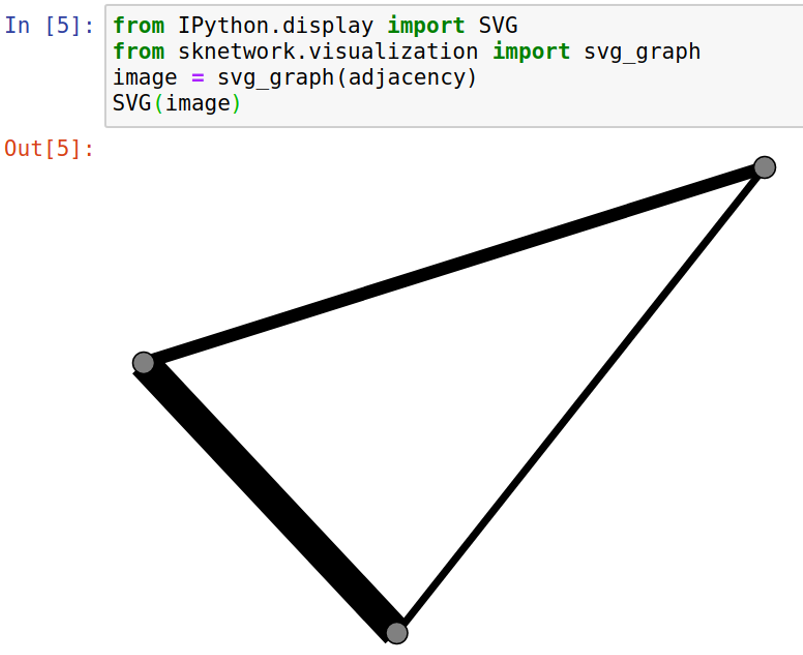 In [5]: from IPython.display import SVG
from sknetwork.visualization import svg_graph
image = svg_graph(adjacency)
SVG(image)
Out[5]: